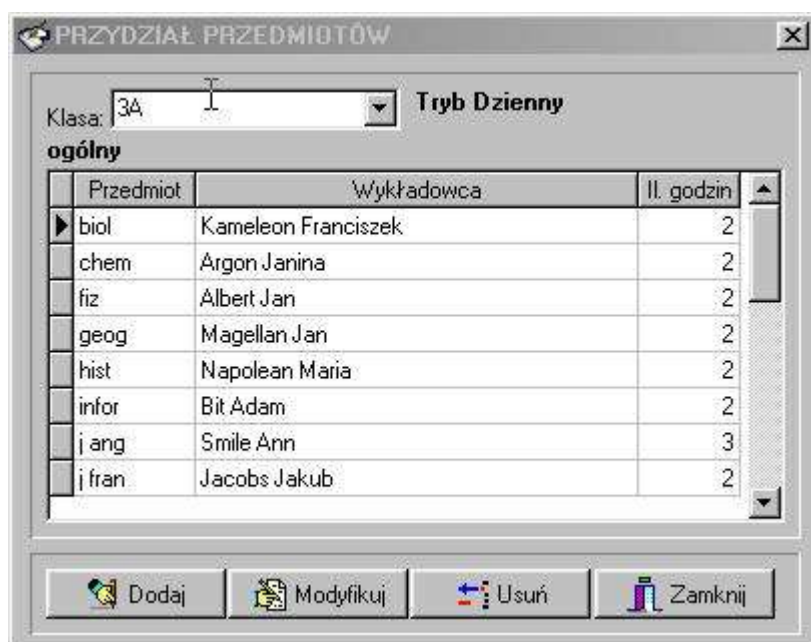 PRZYDZIAŁ PRZEDMIOTÓW
Klasa: 3A Tryb Dzienny
ogólny
Przedmiot Wykładowca Il. godzin
biol Kameleon Franciszek 2
chem Argon Janina 2
fiz Albert Jan 2
geog Magellan Jan 2
hist Napolean Maria 2
infor Bit Adam 2
j ang Smile Ann 3
j fran Jacobs Jakub 2
Dodaj Modyfikuj Usuń Zamknij